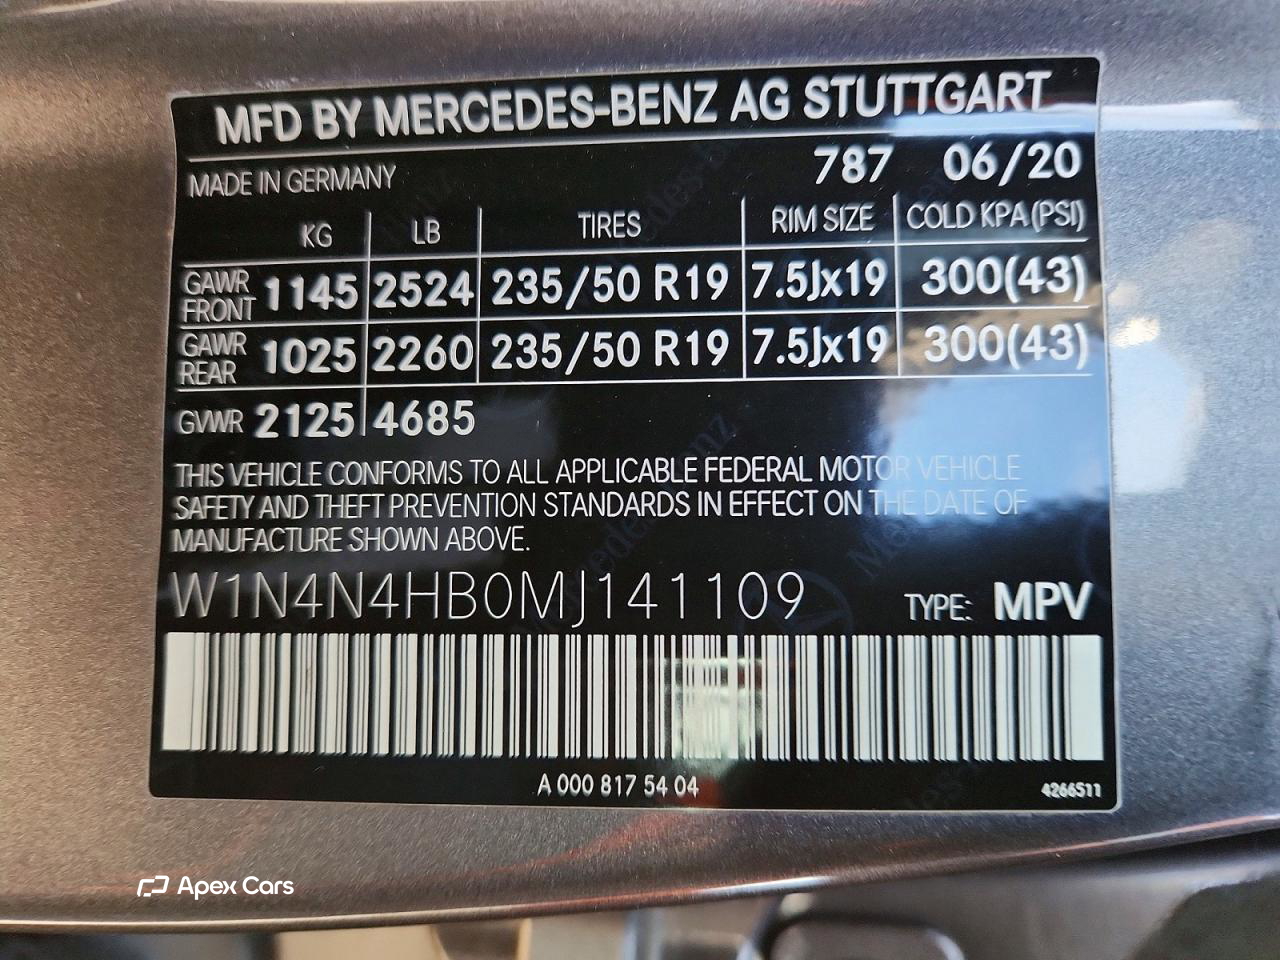 MFD BY MERCEDES-BENZ AG STUTTGART
MADE IN GERMANY 787 06/20
KG LB TIRES RIM SIZE COLD KPA (PSI)
GAWR FRONT 1145 2524 235/50 R19 7.5Jx19 300(43)
GAWR REAR 1025 2260 235/50 R19 7.5Jx19 300(43)
GVWR 2125 4685
THIS VEHICLE CONFORMS TO ALL APPLICABLE FEDERAL MOTOR VEHICLE
SAFETY AND THEFT PREVENTION STANDARDS IN EFFECT ON THE DATE OF
MANUFACTURE SHOWN ABOVE.
W1N4N4HB0MJ141109 TYPE: MPV
A 000 817 54 04 4266511
Apex Cars